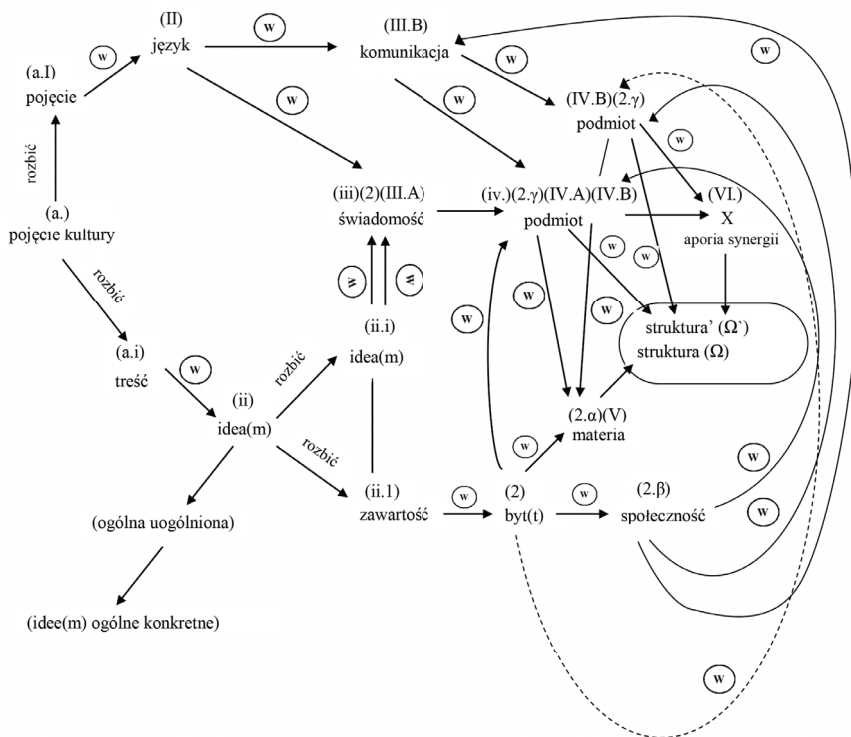 (II)
język
w
(III.B)
komunikacja
w
w
(a.I)
pojęcie
w
w
w
(IV.B)(2.γ)
podmiot
w
rozbić
(a.)
pojęcie kultury
(iii)(2)(III.A)
świadomość
(iv.)(2.γ)(IV.A)(IV.B)
podmiot
(VI.)
X
aporia synergii
w
w
rozbić
w
w
w
w
w
(a.i)
treść
w
(ii.i)
idea(m)
struktura' (Ω`)
struktura (Ω)
rozbić
(ii)
idea(m)
rozbić
(2.α)(V)
materia
w
w
(ii.1)
zawartość
w
(2)
byt(t)
w
(2.β)
społeczność
w
(ogólna uogólniona)
(idee(m) ogólne konkretne)
w